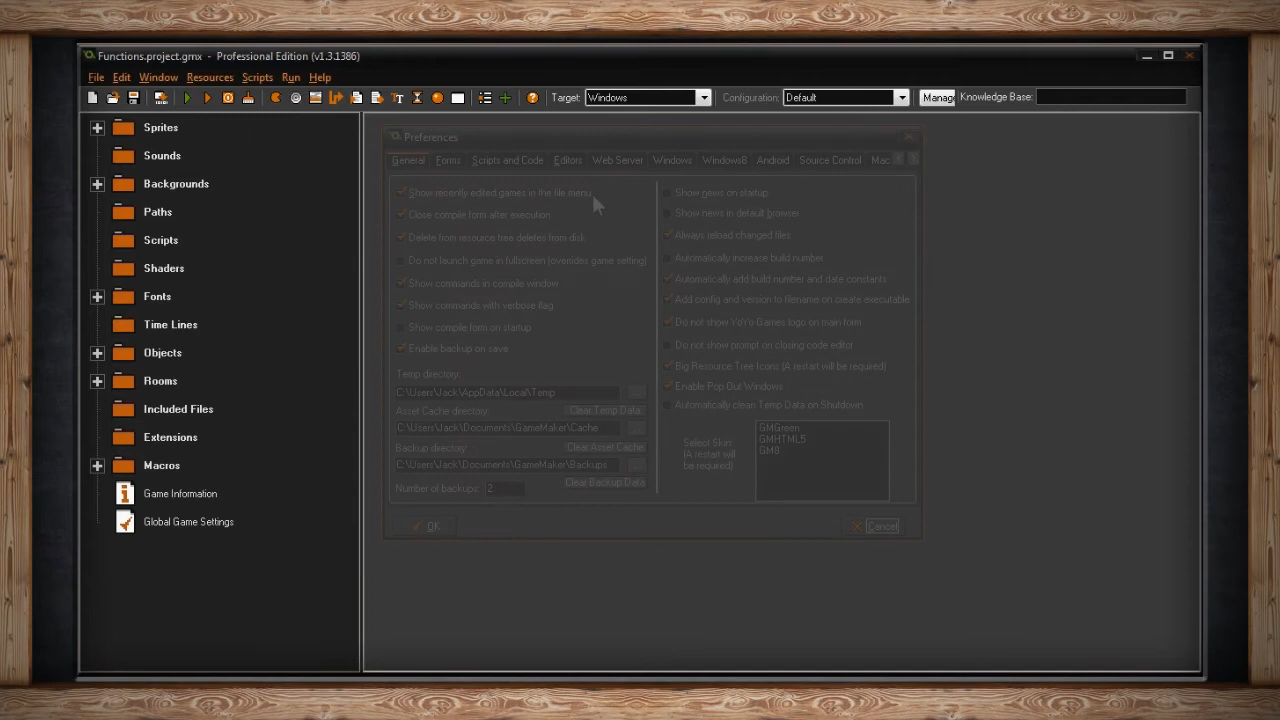 Functions.project.gmx - Professional Edition (v1.3.1386)
File Edit Window Resources Scripts Run Help
Target: Windows Configuration: Default Manag Knowledge Base:
Sprites
Sounds
Backgrounds
Paths
Scripts
Shaders
Fonts
Time Lines
Objects
Rooms
Included Files
Extensions
Macros
Game Information
Global Game Settings
Preferences
General Forms Scripts and Code Editors Web Server Windows Windows8 Android Source Control Mac
Show recently edited games in the file menu
Close compile form after execution
Delete from resource tree deletes from disk
Do not launch game in fullscreen (overrides game setting)
Show commands in compile window
Show commands with verbose flag
Show compile form on startup
Enable backup on save
Temp directory:
C:\Users\Jack\AppData\Local\Temp
Asset Cache directory: Clear Temp Data
C:\Users\Jack\Documents\GameMaker\Cache
Backup directory: Clear Asset Cache
C:\Users\Jack\Documents\GameMaker\Backups
Number of backups: 2 Clear Backup Data
Show news on startup
Show news in default browser
Always reload changed files
Automatically increase build number
Automatically add build number and date constants
Add config and version to filename on create executable
Do not show YoYo Games logo on main form
Do not show prompt on closing code editor
Big Resource Tree Icons (A restart will be required)
Enable Pop Out Windows
Automatically clean Temp Data on Shutdown
Select Skin:
(A restart will
be required)
GMGreen
GMHTML5
GM8
OK Cancel